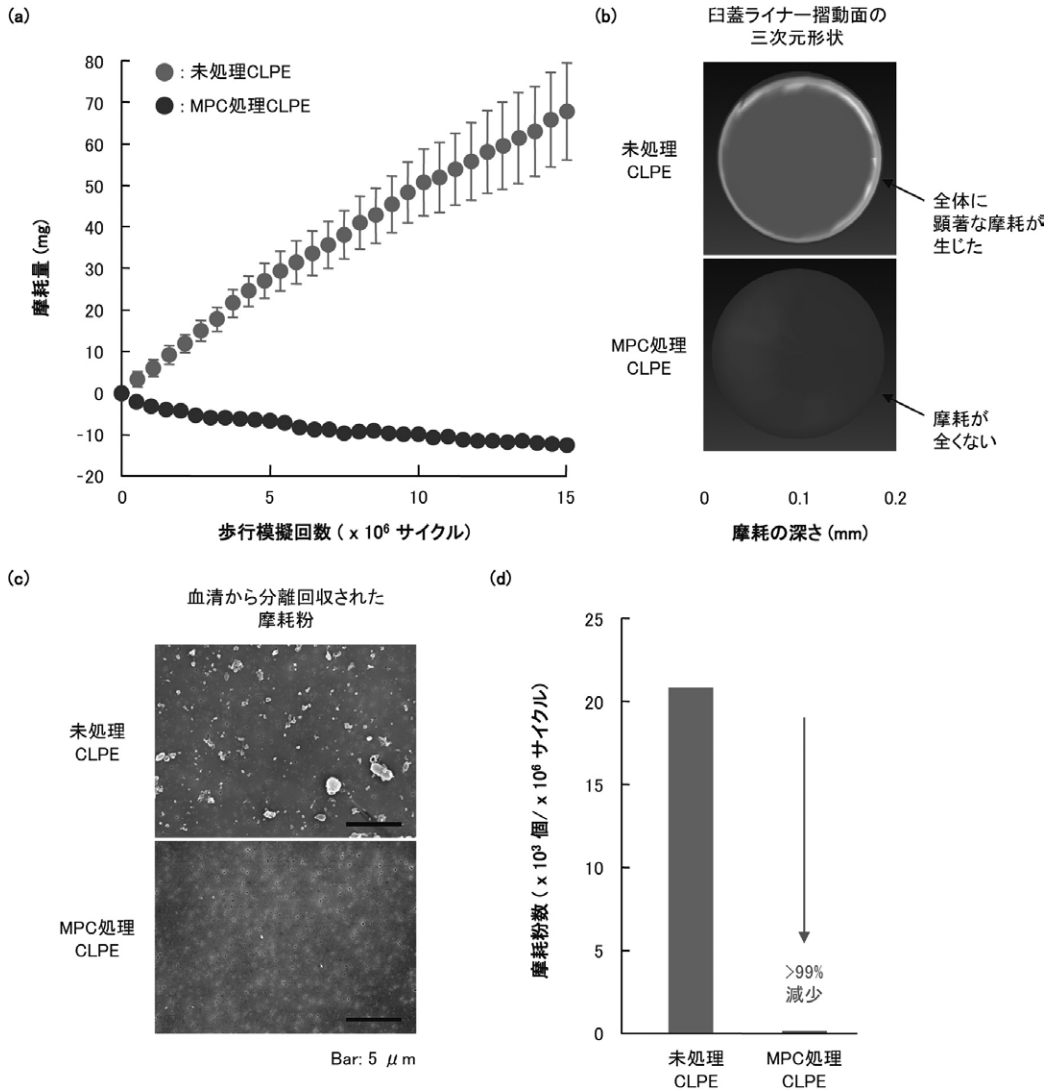 (a)
80
70
60
50
40
30
20
10
0
-10
-20
摩耗量 (mg)
: 未処理CLPE
: MPC処理CLPE
0
5
10
15
歩行模擬回数 ( x 10⁶ サイクル)
(b)
臼蓋ライナー摺動面の
三次元形状
未処理
CLPE
全体に
顕著な摩耗が
生じた
MPC処理
CLPE
摩耗が
全くない
0
0.1
0.2
摩耗の深さ (mm)
(c)
血清から分離回収された
摩耗粉
未処理
CLPE
MPC処理
CLPE
Bar: 5 μm
(d)
25
20
15
10
5
0
摩耗粉数 ( x 10³ 個/ x 10⁶ サイクル)
>99%
減少
未処理
CLPE
MPC処理
CLPE